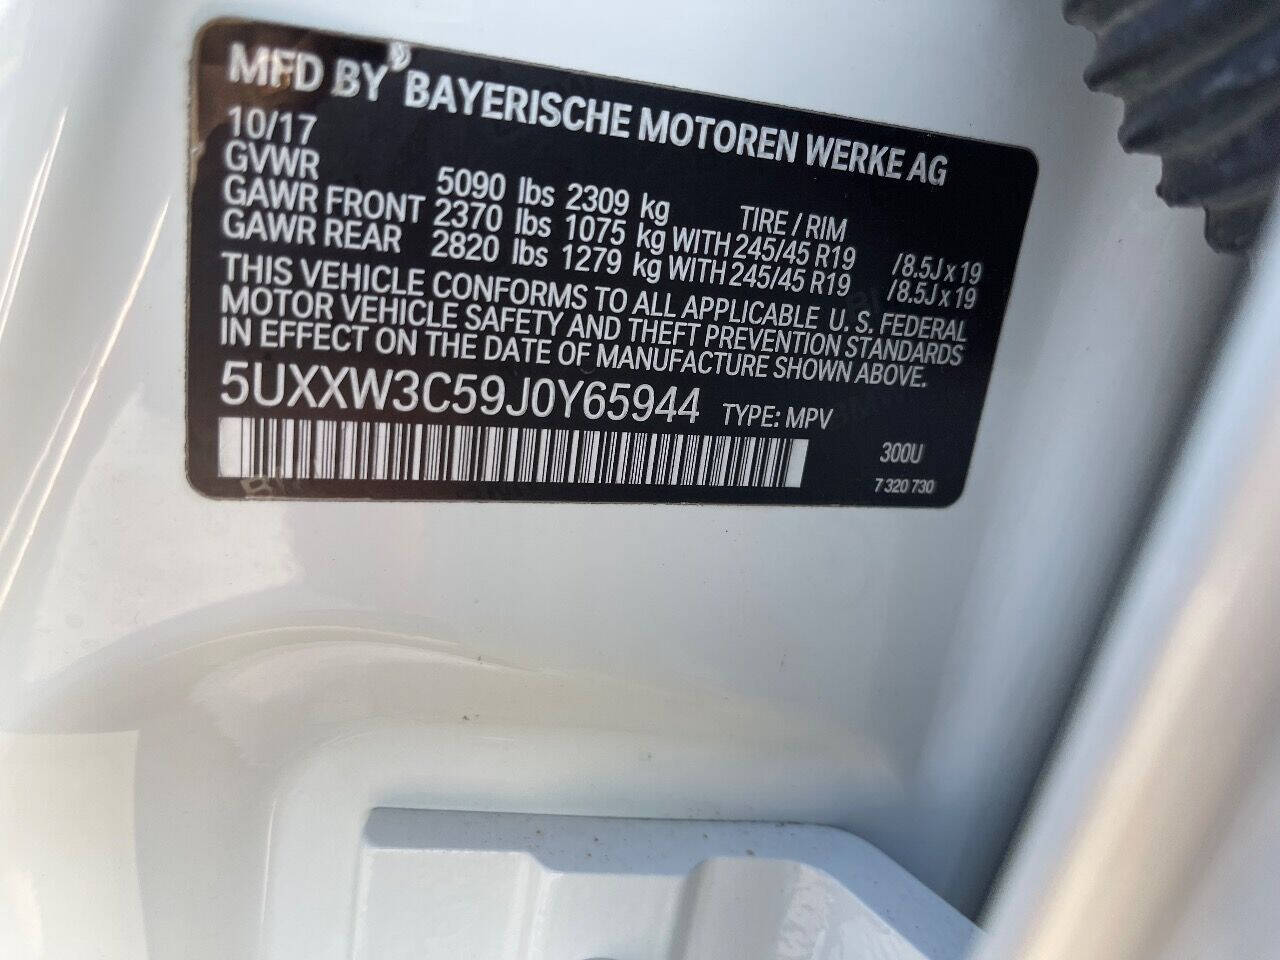 MFD BY BAYERISCHE MOTOREN WERKE AG
10/17
GVWR 5090 lbs 2309 kg TIRE / RIM
GAWR FRONT 2370 lbs 1075 kg WITH 245/45 R19 /8.5J x 19
GAWR REAR 2820 lbs 1279 kg WITH 245/45 R19 /8.5J x 19
THIS VEHICLE CONFORMS TO ALL APPLICABLE U. S. FEDERAL
MOTOR VEHICLE SAFETY AND THEFT PREVENTION STANDARDS
IN EFFECT ON THE DATE OF MANUFACTURE SHOWN ABOVE.
5UXXW3C59J0Y65944 TYPE: MPV
300U
7 320 730